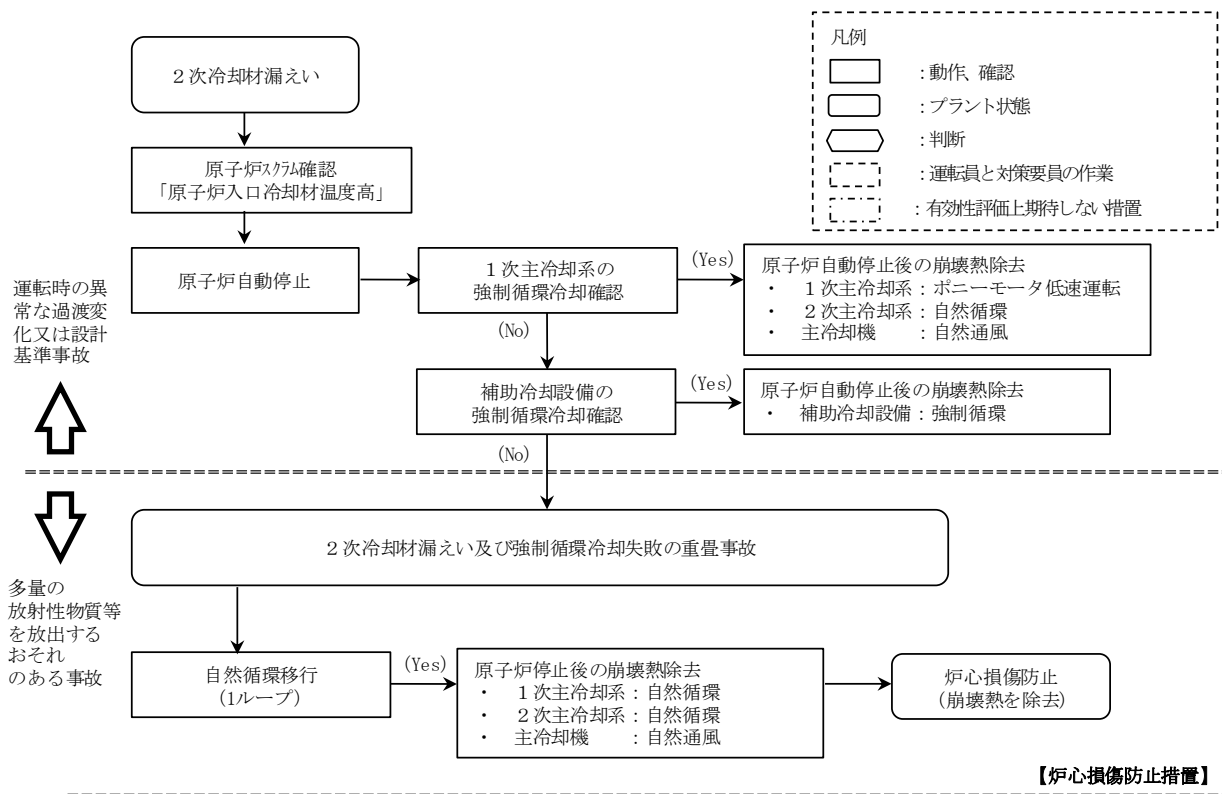 ２次冷却材漏えい
原子炉ｽｸﾗﾑ確認
「原子炉入口冷却材温度高」
凡例
：動作、確認
：プラント状態
：判断
：運転員と対策要員の作業
：有効性評価上期待しない措置
原子炉自動停止
１次主冷却系の
強制循環冷却確認
(Yes)
原子炉自動停止後の崩壊熱除去
・ １次主冷却系：ポニーモータ低速運転
・ ２次主冷却系：自然循環
・ 主冷却機　　：自然通風
運転時の異
常な過渡変
化又は設計
基準事故
(No)
補助冷却設備の
強制循環冷却確認
(Yes)
原子炉自動停止後の崩壊熱除去
・ 補助冷却設備：強制循環
(No)
２次冷却材漏えい及び強制循環冷却失敗の重畳事故
多量の
放射性物質等
を放出する
おそれ
のある事故
自然循環移行
(1ループ)
(Yes)
原子炉停止後の崩壊熱除去
・ １次主冷却系：自然循環
・ ２次主冷却系：自然循環
・ 主冷却機　　：自然通風
炉心損傷防止
(崩壊熱を除去)
【炉心損傷防止措置】